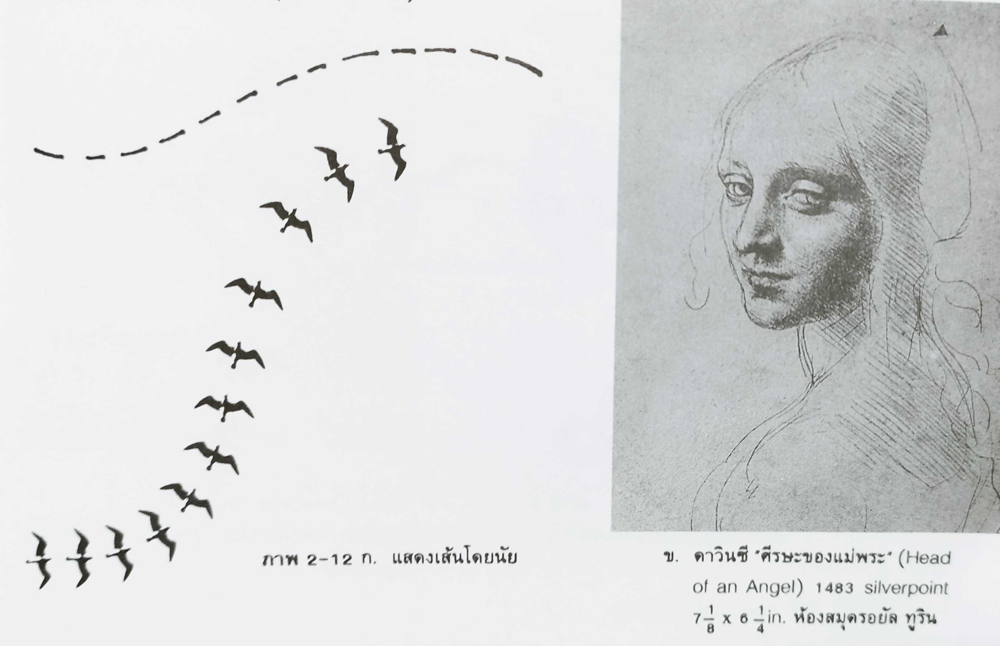 ภาพ 2-12 ก. แสดงเส้นโดยนัย
ข. ดาวินซี "ศีรษะของแม่พระ" (Head
of an Angel) 1483 silverpoint
7 1/8 x 6 1/4 in. ห้องสมุดรอยัล ทูริน